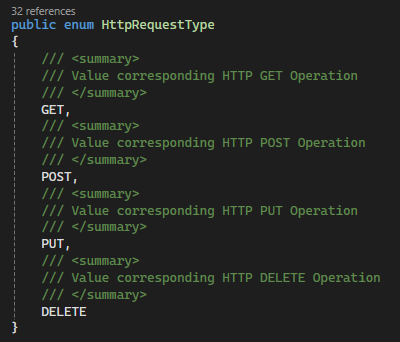 32 references
public enum HttpRequestType
{
/// <summary>
/// Value corresponding HTTP GET Operation
/// </summary>
GET,
/// <summary>
/// Value corresponding HTTP POST Operation
/// </summary>
POST,
/// <summary>
/// Value corresponding HTTP PUT Operation
/// </summary>
PUT,
/// <summary>
/// Value corresponding HTTP DELETE Operation
/// </summary>
DELETE
}